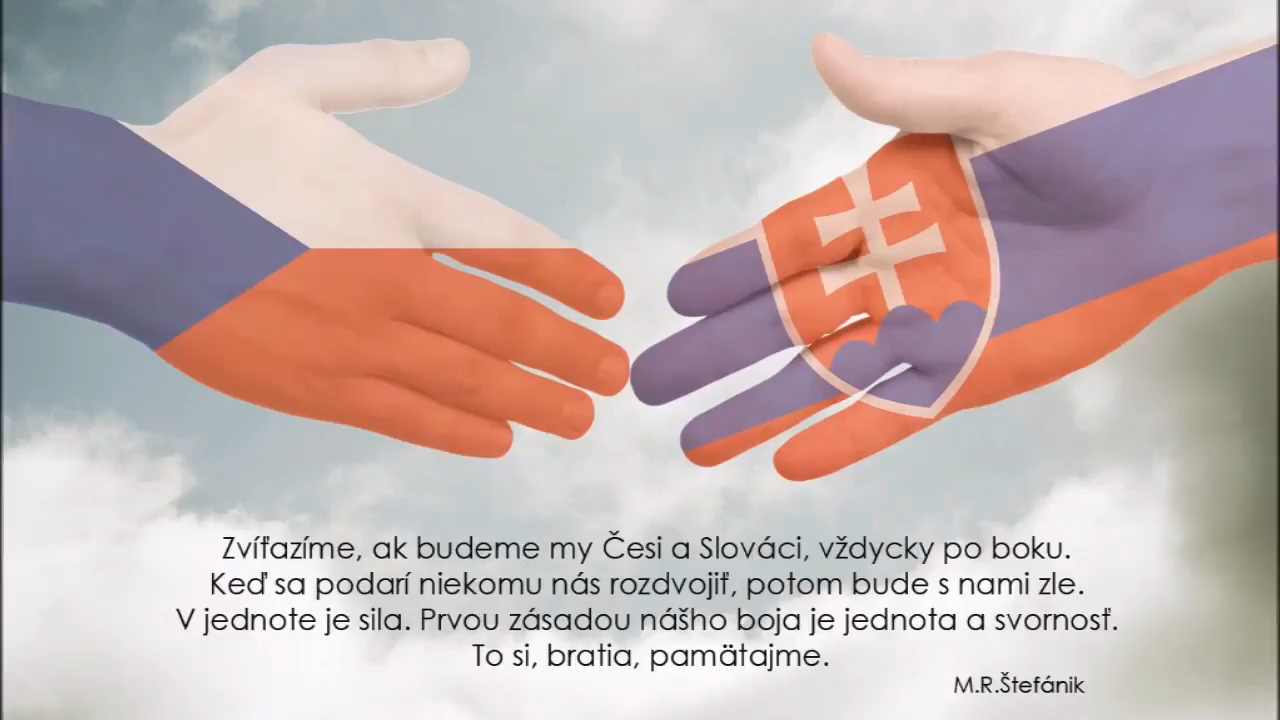 Zvíťazíme, ak budeme my Česi a Slováci, vždycky po boku.
Keď sa podarí niekomu nás rozdvojiť, potom bude s nami zle.
V jednote je sila. Prvou zásadou nášho boja je jednota a svornosť.
To si, bratia, pamätajme.
M.R.Štefánik